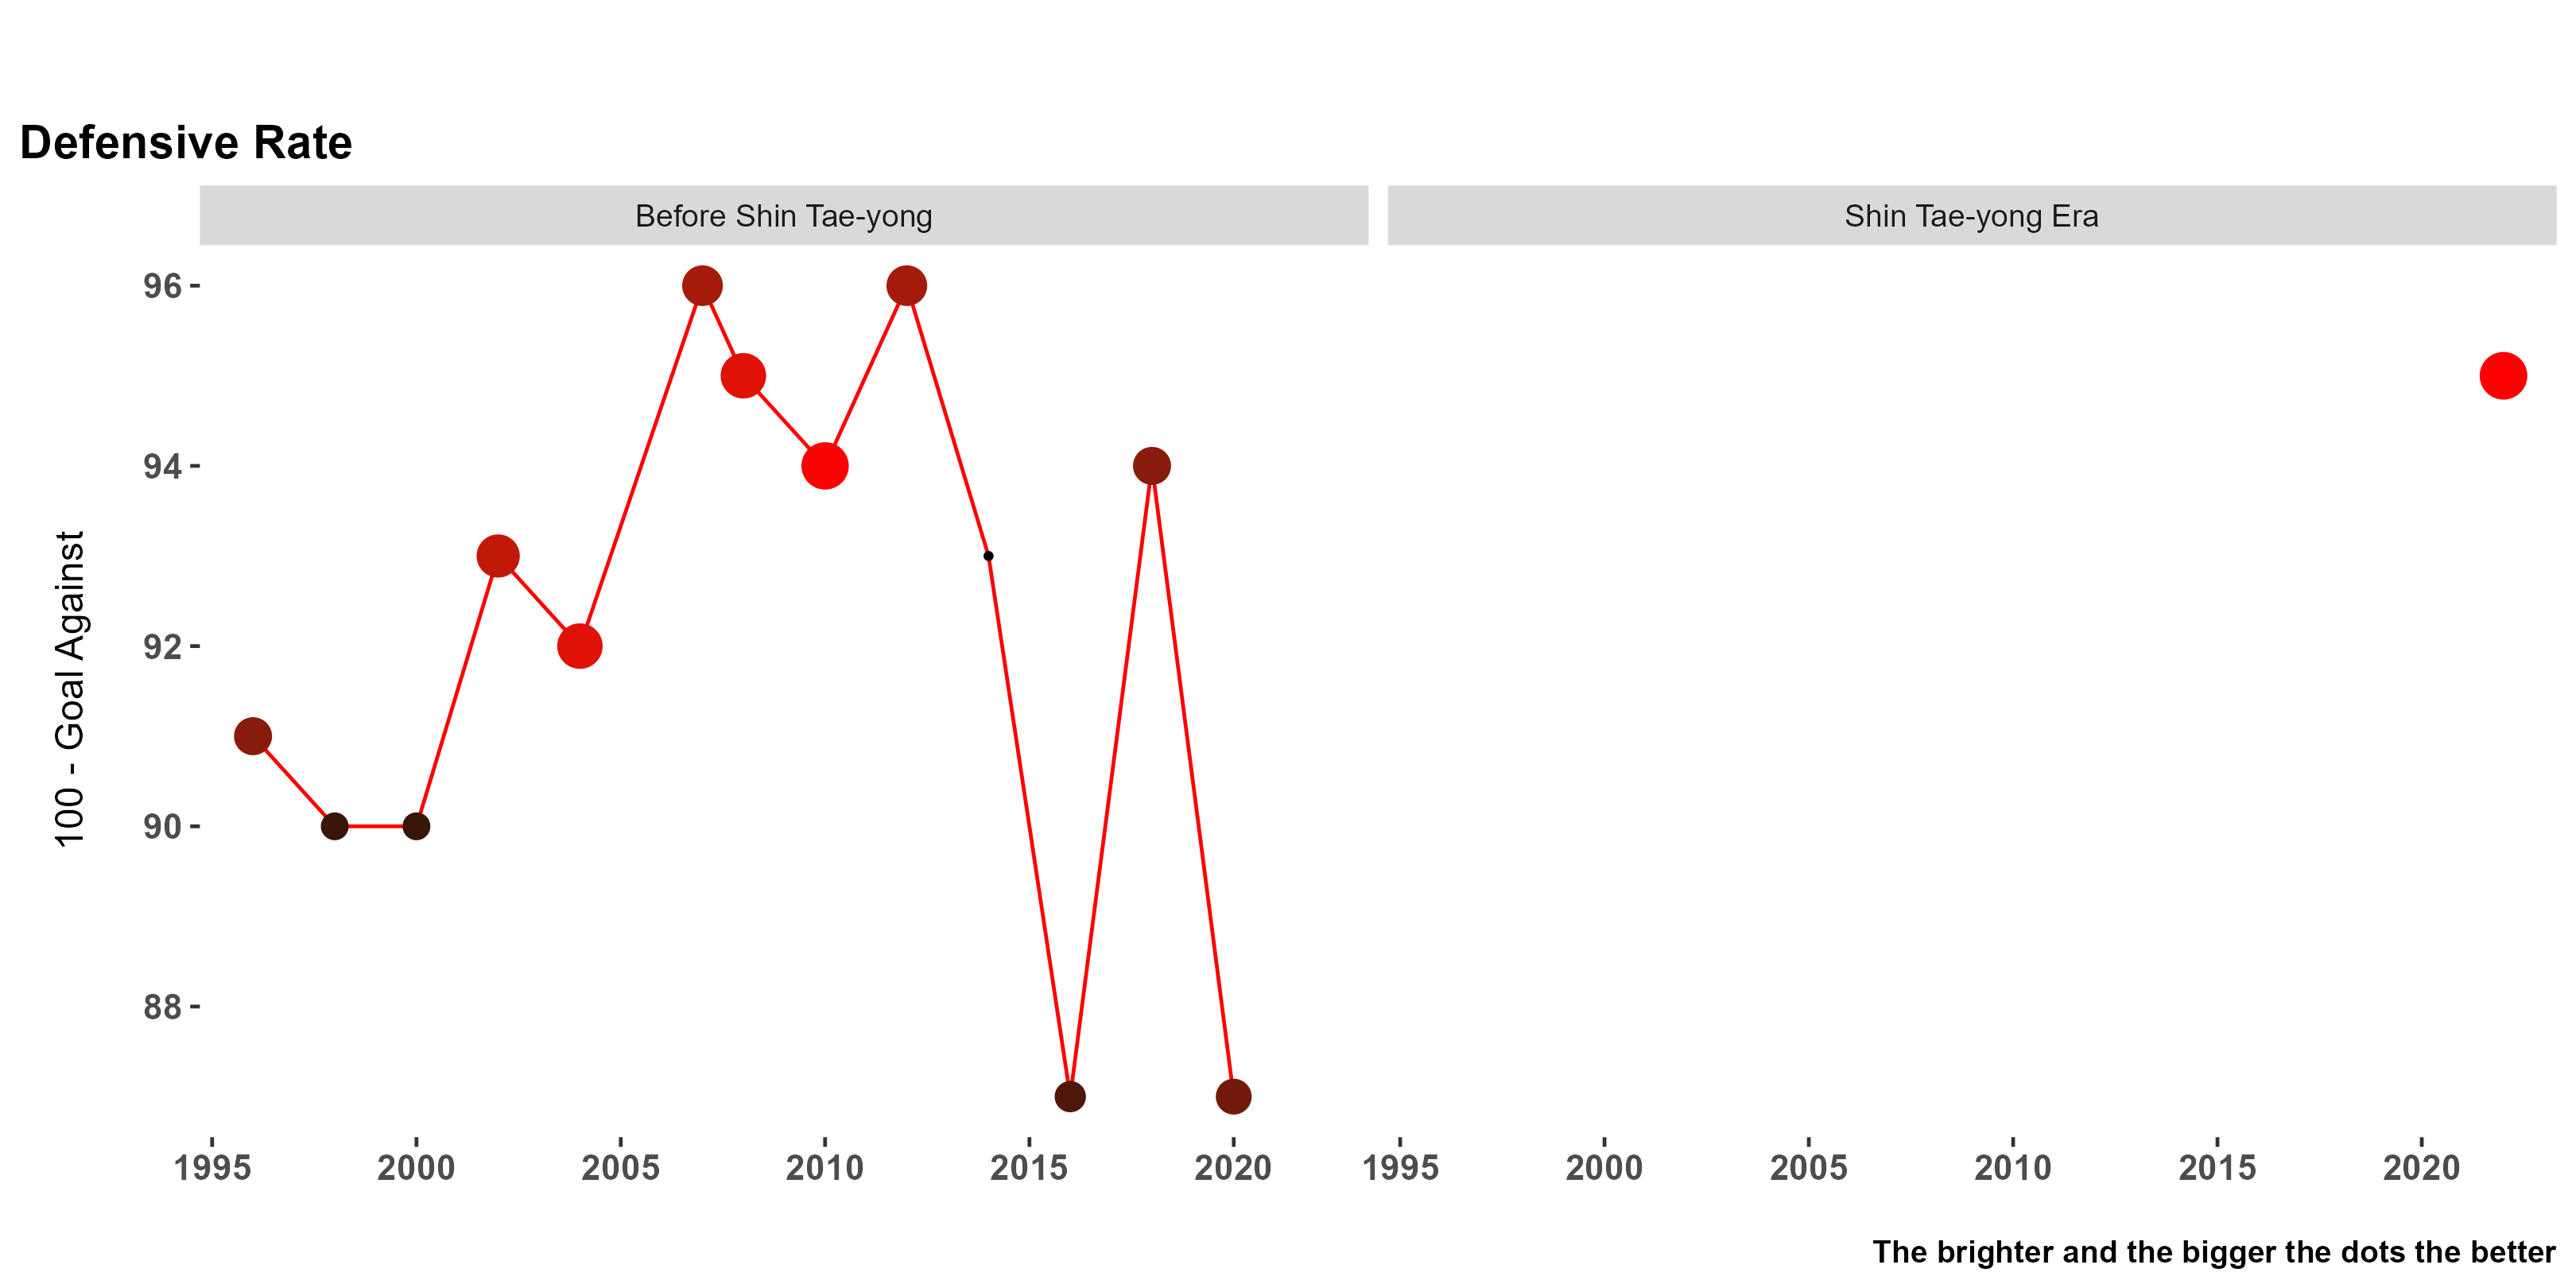 Defensive Rate
Before Shin Tae-yong
Shin Tae-yong Era
100 - Goal Against
96
94
92
90
88
1995 2000 2005 2010 2015 2020 1995 2000 2005 2010 2015 2020
The brighter and the bigger the dots the better